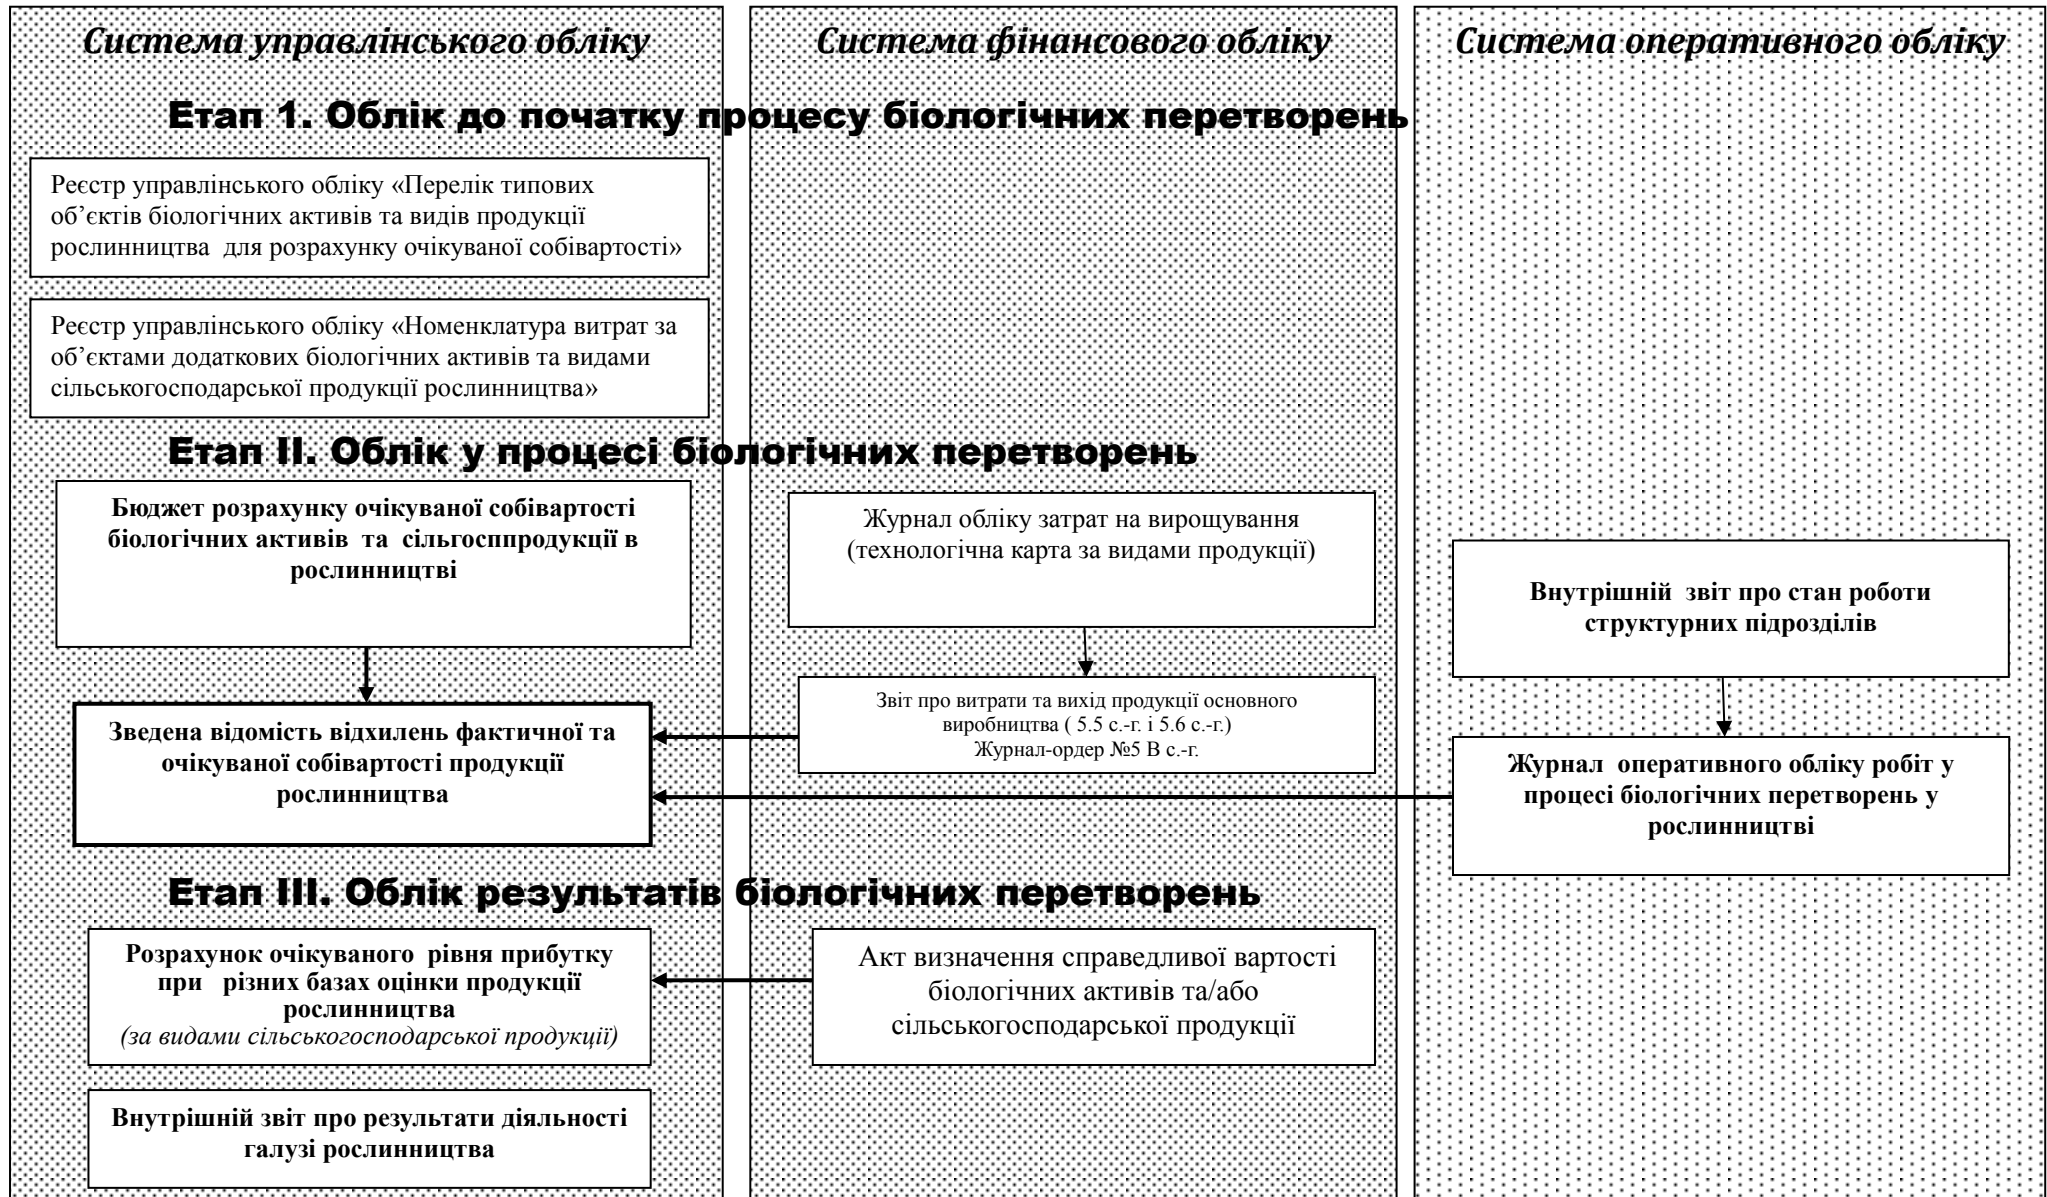 Система управлінського обліку
Система фінансового обліку
Система оперативного обліку
Етап 1. Облік до початку процесу біологічних перетворень
Реєстр управлінського обліку «Перелік типових
об’єктів біологічних активів та видів продукції
рослинництва для розрахунку очікуваної собівартості»
Реєстр управлінського обліку «Номенклатура витрат за
об’єктами додаткових біологічних активів та видами
сільськогосподарської продукції рослинництва»
Етап II. Облік у процесі біологічних перетворень
Бюджет розрахунку очікуваної собівартості
біологічних активів та сільгосппродукції в
рослинництві
Журнал обліку затрат на вирощування
(технологічна карта за видами продукції)
Внутрішній звіт про стан роботи
структурних підрозділів
Зведена відомість відхилень фактичної та
очікуваної собівартості продукції
рослинництва
Звіт про витрати та вихід продукції основного
виробництва ( 5.5 с.-г. і 5.6 с.-г.)
Журнал-ордер №5 В с.-г.
Журнал оперативного обліку робіт у
процесі біологічних перетворень у
рослинництві
Етап III. Облік результатів біологічних перетворень
Розрахунок очікуваного рівня прибутку
при різних базах оцінки продукції
рослинництва
(за видами сільськогосподарської продукції)
Акт визначення справедливої вартості
біологічних активів та/або
сільськогосподарської продукції
Внутрішній звіт про результати діяльності
галузі рослинництва